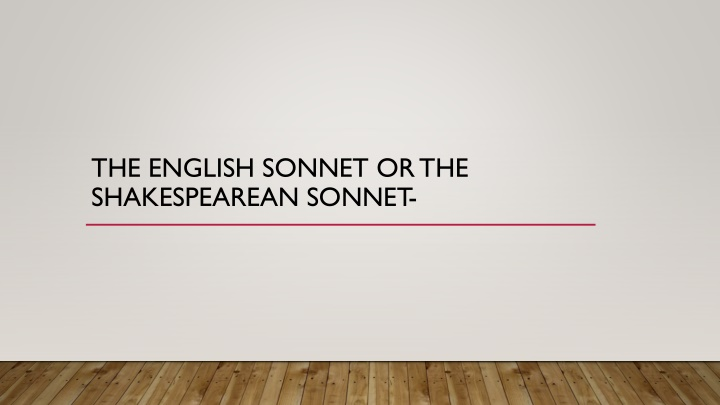 THE ENGLISH SONNET OR THE
SHAKESPEAREAN SONNET-